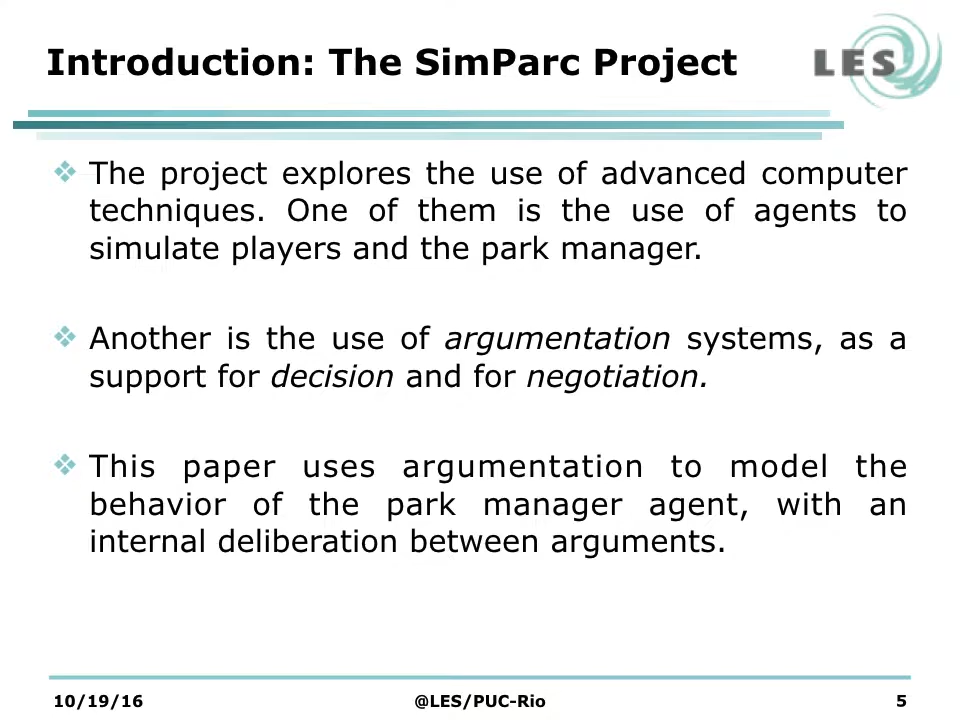 Introduction: The SimParc Project
LES
The project explores the use of advanced computer
techniques. One of them is the use of agents to
simulate players and the park manager.
Another is the use of argumentation systems, as a
support for decision and for negotiation.
This paper uses argumentation to model the
behavior of the park manager agent, with an
internal deliberation between arguments.
10/19/16
@LES/PUC-Rio
5